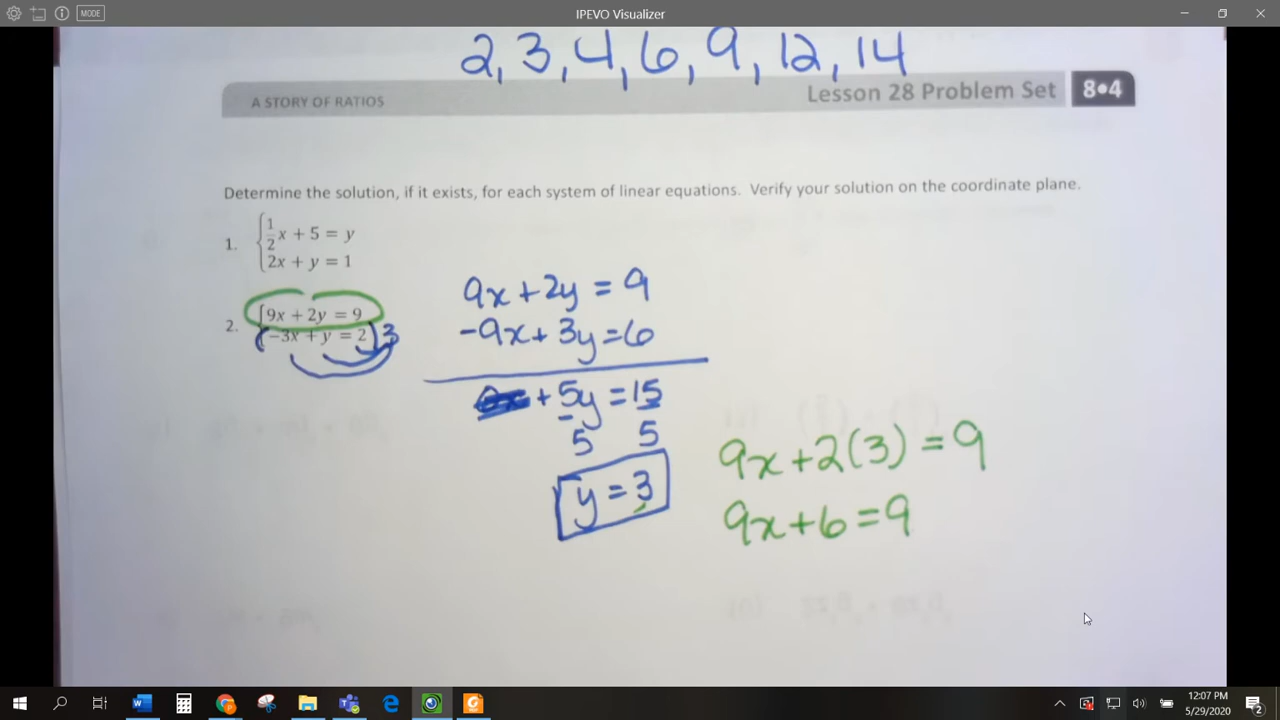 MODE
IPEVO Visualizer
2, 3, 4, 6, 9, 12, 14
A STORY OF RATIOS
Lesson 28 Problem Set 8•4
Determine the solution, if it exists, for each system of linear equations. Verify your solution on the coordinate plane.
1. { 1/2 x + 5 = y
2x + y = 1
2. { 9x + 2y = 9
(-3x + y = 2)3
9x + 2y = 9
-9x + 3y = 6
+ 5y = 15
5 5
y = 3
9x + 2(3) = 9
9x + 6 = 9
12:07 PM
5/29/2020
2